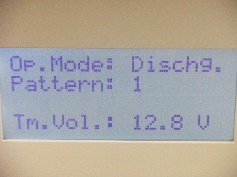 Op.Mode: Dischg.
Pattern: 1
Tm.Vol.: 12.8 V